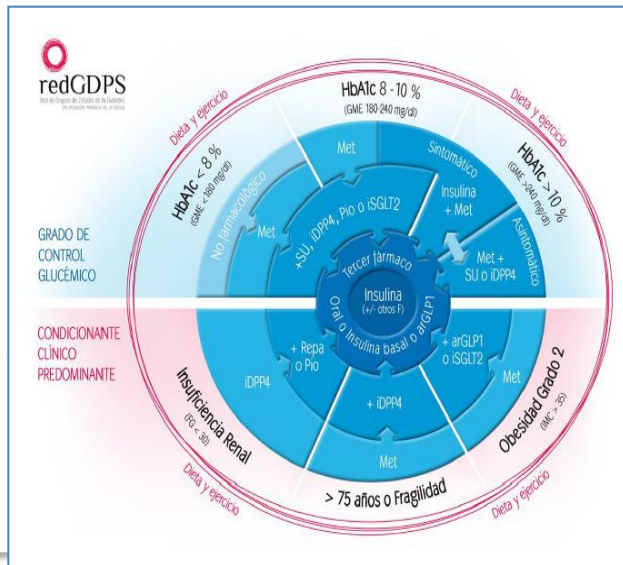 redGDPS
Red de Grupos de Estudio de la Diabetes
EN ATENCIÓN PRIMARIA DE LA SALUD
Dieta y ejercicio
HbA1c 8 - 10 %
(GME 180-240 mg/dl)
Dieta y ejercicio
HbA1c < 8 %
(GME < 180 mg/dl)
HbA1c >10 %
(GME >240 mg/dl)
No farmacológico
Met
Met
+SU, iDPP4, Pio o iSGLT2
Sintomático
Insulina
+ Met
Asintomático
Met +
SU o iDPP4
GRADO DE
CONTROL
GLUCÉMICO
Tercer fármaco
Insulina
(+/- otros F)
Oral o Insulina basal o arGLP1
CONDICIONANTE
CLÍNICO
PREDOMINANTE
iDPP4
+ Repa
o Pio
+ iDPP4
Met
+ arGLP1
o iSGLT2
Met
Insuficiencia Renal
(FG < 30)
> 75 años o Fragilidad
Obesidad Grado 2
(IMC > 35)
Dieta y ejercicio
Dieta y ejercicio